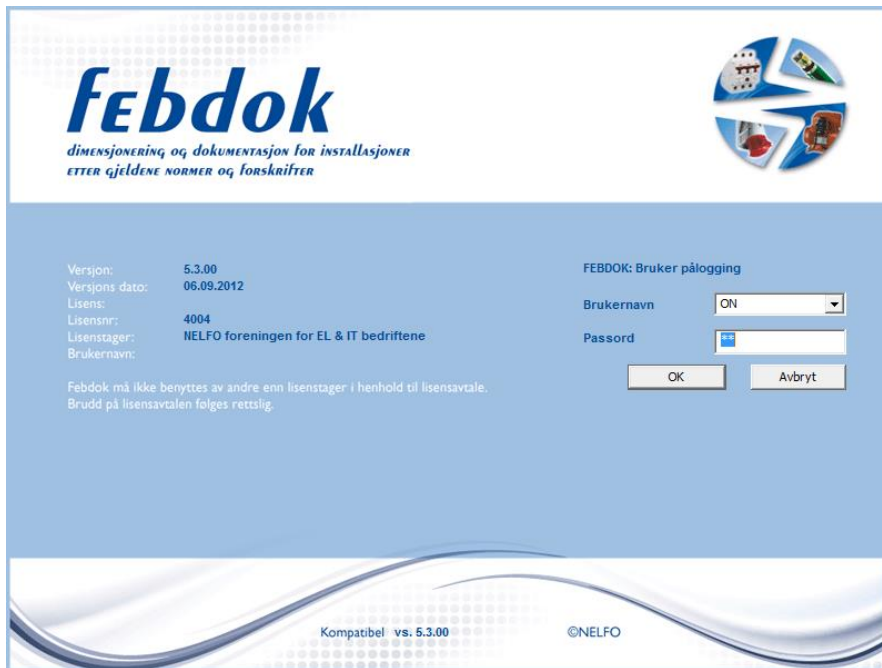 FEBDOK
DIMENSJONERING OG DOKUMENTASJON FOR INSTALLASJONER
ETTER GJELDENE NORMER OG FORSKRIFTER
Versjon: 5.3.00
Versjons dato: 06.09.2012
Lisens:
Lisensnr: 4004
Lisenstager: NELFO foreningen for EL & IT bedriftene
Brukernavn:
Febdok må ikke benyttes av andre enn lisenstager i henhold til lisensavtale.
Brudd på lisensavtalen følges rettslig.
FEBDOK: Bruker pålogging
Brukernavn ON
Passord **
OK Avbryt
Kompatibel vs. 5.3.00 ©NELFO